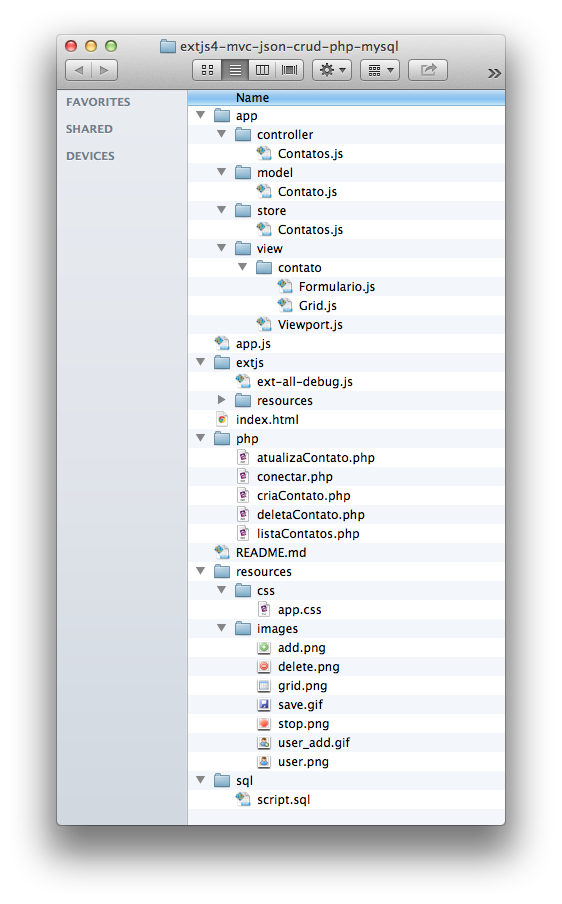 extjs4-mvc-json-crud-php-mysql
FAVORITES
SHARED
DEVICES
Name
app
controller
Contatos.js
model
Contato.js
store
Contatos.js
view
contato
Formulario.js
Grid.js
Viewport.js
app.js
extjs
ext-all-debug.js
resources
index.html
php
atualizaContato.php
conectar.php
criaContato.php
deletaContato.php
listaContatos.php
README.md
resources
css
app.css
images
add.png
delete.png
grid.png
save.gif
stop.png
user_add.gif
user.png
sql
script.sql